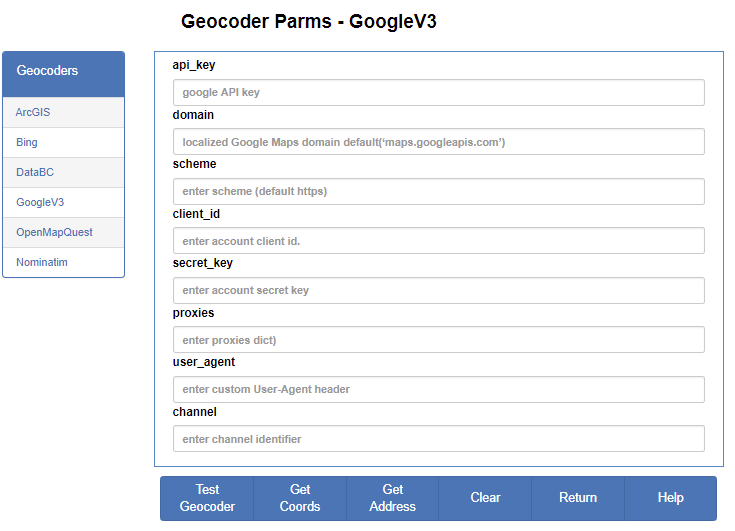 Geocoder Parms - GoogleV3
Geocoders
ArcGIS
Bing
DataBC
GoogleV3
OpenMapQuest
Nominatim
api_key
google API key
domain
localized Google Maps domain default(‘maps.googleapis.com’)
scheme
enter scheme (default https)
client_id
enter account client id.
secret_key
enter account secret key
proxies
enter proxies dict)
user_agent
enter custom User-Agent header
channel
enter channel identifier
Test
Geocoder
Get
Coords
Get
Address
Clear
Return
Help